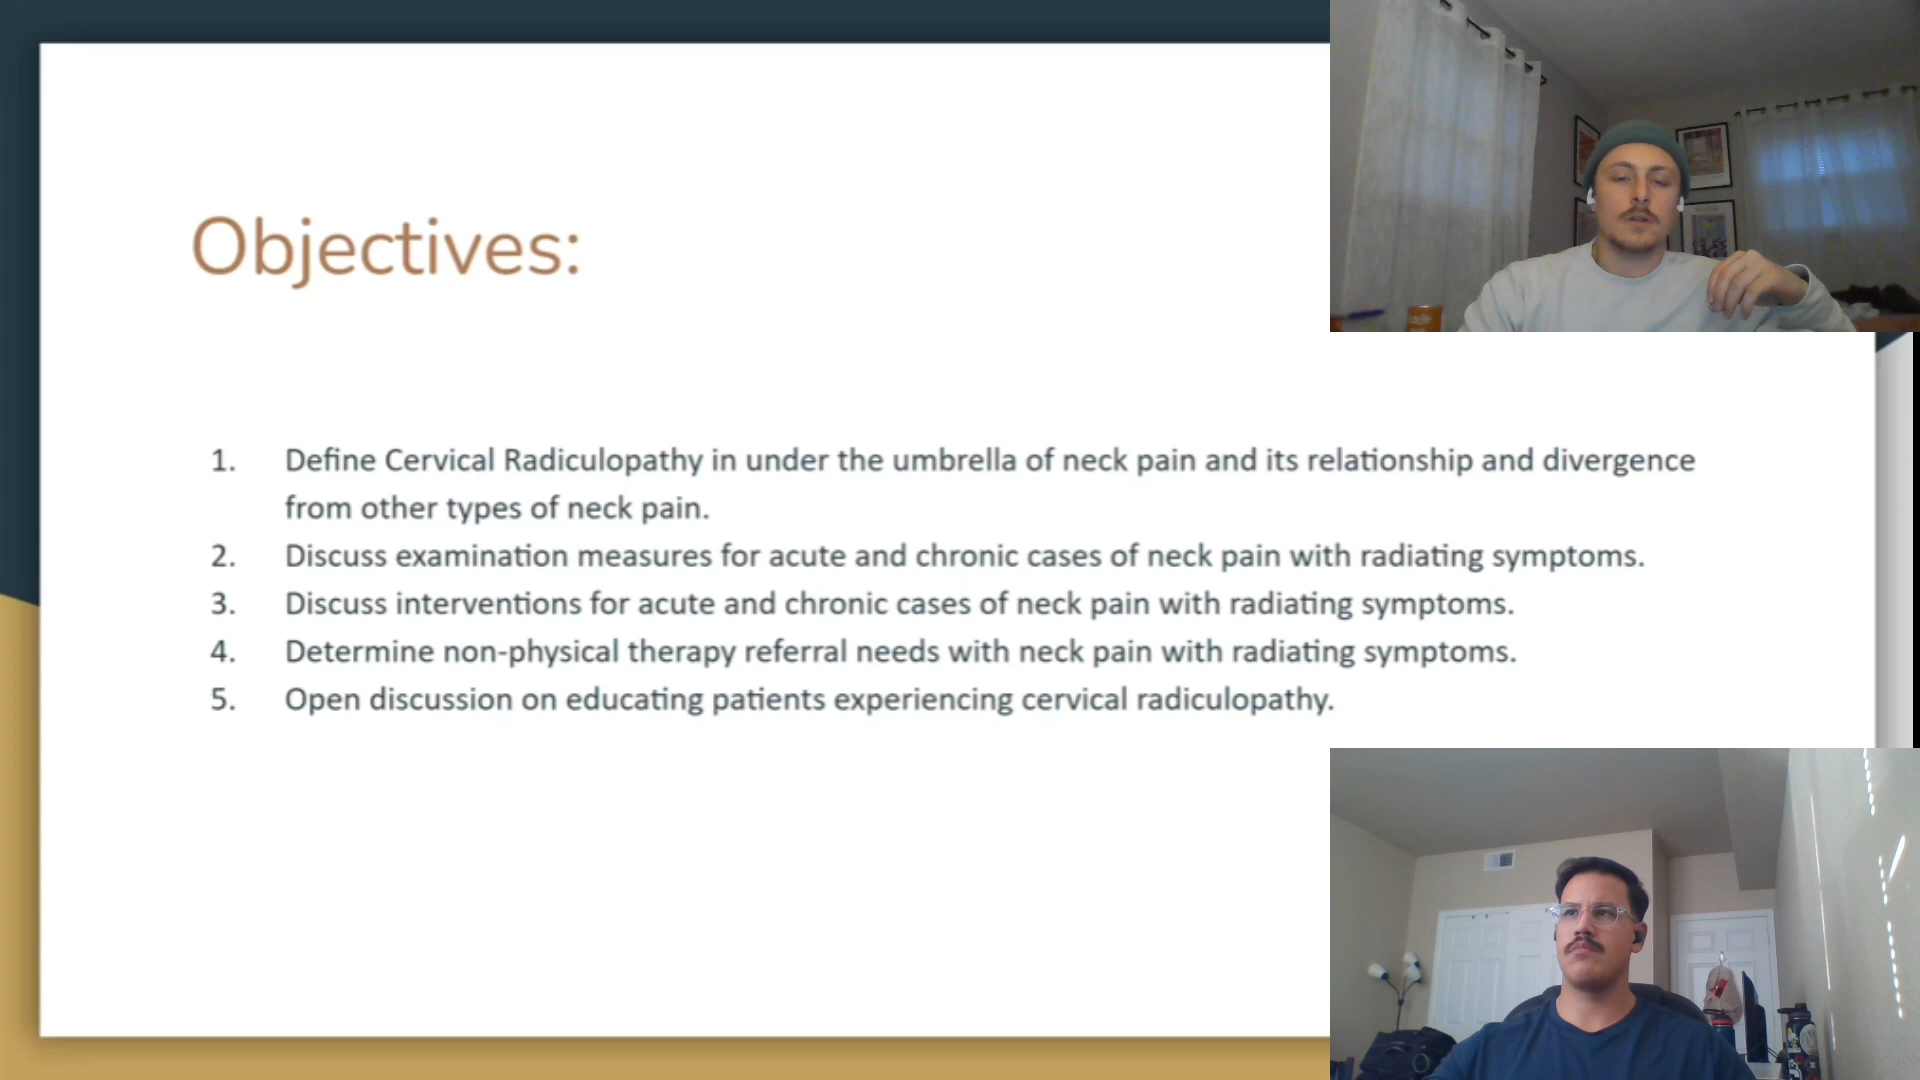 Objectives:
1. Define Cervical Radiculopathy in under the umbrella of neck pain and its relationship and divergence
from other types of neck pain.
2. Discuss examination measures for acute and chronic cases of neck pain with radiating symptoms.
3. Discuss interventions for acute and chronic cases of neck pain with radiating symptoms.
4. Determine non-physical therapy referral needs with neck pain with radiating symptoms.
5. Open discussion on educating patients experiencing cervical radiculopathy.